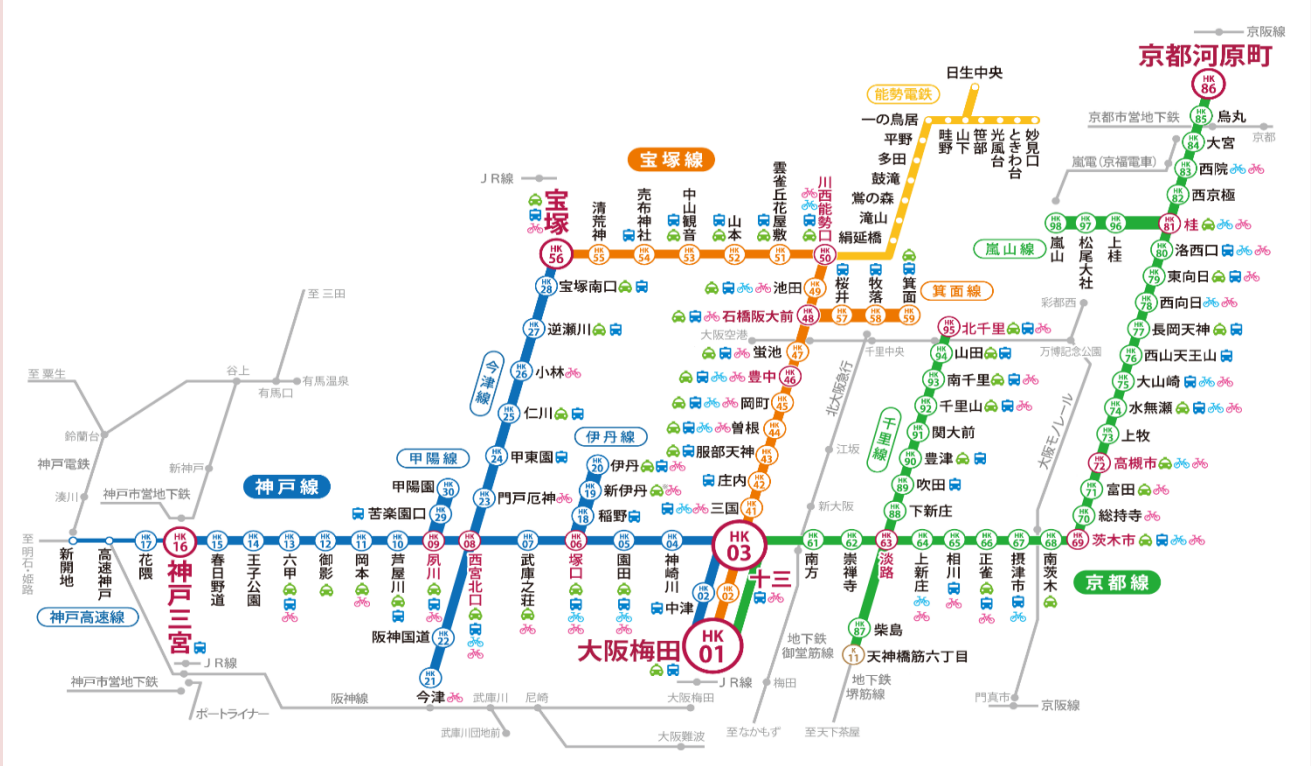 京阪線
京都河原町
HK 86
HK 85 烏丸
京都市営地下鉄
京都
HK 84 大宮
嵐電(京福電車)
HK 83 西院
HK 82 西京極
HK 81 桂
HK 98 嵐山
HK 97 松尾大社
HK 96 上桂
嵐山線
HK 80 洛西口
HK 79 東向日
HK 78 西向日
HK 77 長岡天神
HK 76 西山天王山
HK 75 大山崎
HK 74 水無瀬
HK 73 上牧
HK 72 高槻市
HK 71 富田
HK 70 総持寺
HK 69 茨木市
京都線
日生中央
能勢電鉄
一の鳥居
平野
多田
鼓滝
鴬の森
滝山
絹延橋
畦野
山下
笹部
光風台
ときわ台
妙見口
宝塚線
JR線
宝塚
HK 56
清荒神
HK 55
売布神社
HK 54
中山観音
HK 53
山本
HK 52
雲雀丘花屋敷
HK 51
川西能勢口
HK 50
池田 HK 49
石橋阪大前 HK 48
桜井
HK 57
牧落
HK 58
箕面
HK 59
箕面線
大阪空港
蛍池 HK 47
豊中 HK 46
岡町 HK 45
曽根 HK 44
服部天神 HK 43
庄内 HK 42
三国 HK 41
千里中央
北大阪急行
江坂
新大阪
彩都西
万博記念公園
大阪モノレール
HK 95 北千里
HK 94 山田
HK 93 南千里
HK 92 千里山
HK 91 関大前
HK 90 豊津
HK 89 吹田
HK 88 下新庄
千里線
HK 28 宝塚南口
HK 27 逆瀬川
HK 26 小林
HK 25 仁川
HK 24 甲東園
HK 23 門戸厄神
今津線
伊丹線
HK 20 伊丹
HK 19 新伊丹
HK 18 稲野
甲陽線
甲陽園 HK 30
苦楽園口 HK 29
至 三田
至 粟生
谷上
有馬口
有馬温泉
鈴蘭台
神戸電鉄
新神戸
湊川
神戸市営地下鉄
神戸線
至 明石・姫路
新開地
高速神戸
神戸高速線
HK 17
花隈
HK 16
神戸三宮
HK 15
春日野道
HK 14
王子公園
HK 13
六甲
HK 12
御影
HK 11
岡本
HK 10
芦屋川
HK 09
夙川
HK 08
西宮北口
HK 07
武庫之荘
HK 06
塚口
HK 05
園田
HK 04
神崎川
HK 03
十三
中津 HK 02
HK 02
大阪梅田
HK 01
HK 61
南方
HK 62
崇禅寺
HK 63
淡路
HK 64
上新庄
HK 65
相川
HK 66
正雀
HK 67
摂津市
HK 68
南茨木
HK 87 柴島
K 11 天神橋筋六丁目
地下鉄
堺筋線
地下鉄
御堂筋線
阪神国道 HK 22
HK 21
今津
JR線
神戸市営地下鉄
ポートライナー
阪神線
武庫川
尼崎
大阪梅田
武庫川団地前
大阪難波
JR線
梅田
至なかもず
至天下茶屋
門真市
京阪線